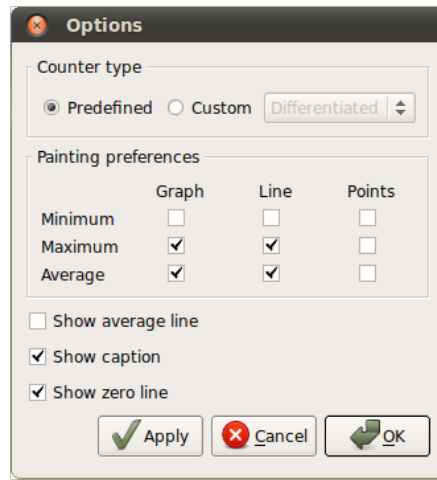 Options
Counter type
Predefined Custom Differentiated
Painting preferences
Graph Line Points
Minimum
Maximum
Average
Show average line
Show caption
Show zero line
Apply Cancel OK